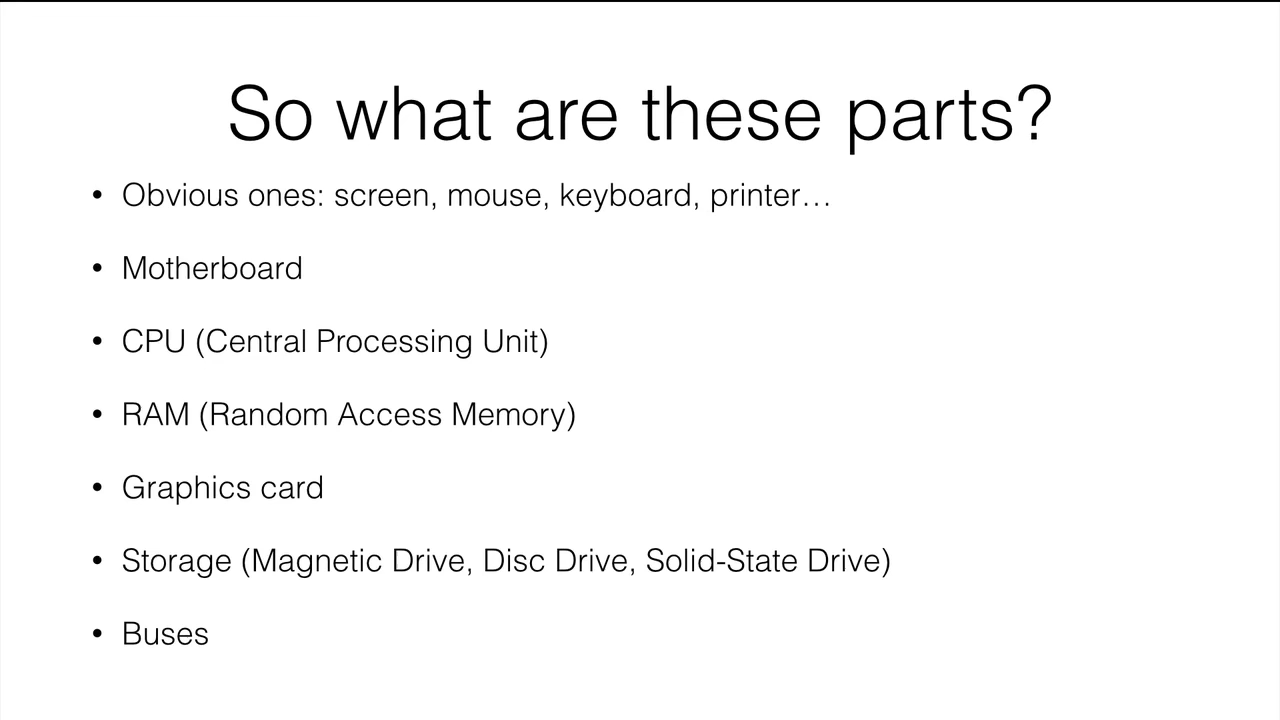 So what are these parts?
• Obvious ones: screen, mouse, keyboard, printer…
• Motherboard
• CPU (Central Processing Unit)
• RAM (Random Access Memory)
• Graphics card
• Storage (Magnetic Drive, Disc Drive, Solid-State Drive)
• Buses